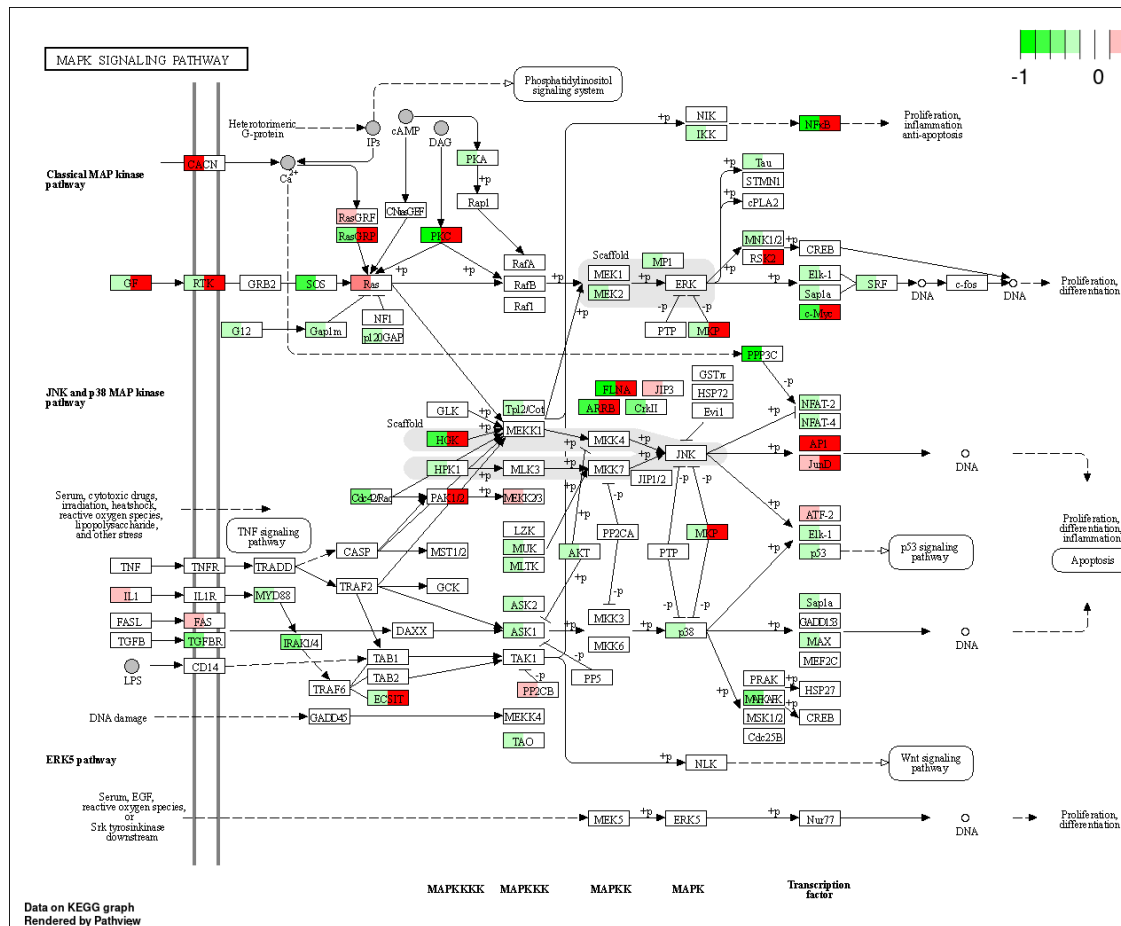 MAPK SIGNALING PATHWAY
-1
0
Phosphatidylinositol
signaling system
Heterotrimeric
G-protein
IP3
cAMP
DAG
Ca2+
Classical MAP kinase
pathway
CACN
PKA
+p
Rap1
RasGRF
RasGRP
PKC
GF
RTK
GRB2
SOS
Ras
+p
+p
RafA
RafB
Raf1
+p
G12
Gap1m
NF1
p120GAP
Scaffold
MEK1
MEK2
MP1
+p
ERK
PTP
MKP
-p
-p
+p
NIK
IKK
NFkB
Proliferation,
inflammation
anti-apoptosis
+p
+p
Tau
STMN1
cPLA2
MNK1/2
RSK2
+p
CREB
+p
Elk-1
Sap1a
c-Myc
SRF
DNA
c-fos
DNA
Proliferation,
differentiation
PPP3C
-p
NFAT-2
NFAT-4
JNK and p38 MAP kinase
pathway
Scaffold
GLK
HGK
HPK1
+p
+p
+p
+p
Tpl2/Cot
MEKK1
MLK3
MEKK2/3
FLNA
ARRB
JIP3
CrkII
GSTπ
HSP72
Evi1
+p
+p
+p
MKK4
MKK7
+p
+p
JNK
JIP1/2
+p
AP1
JunD
DNA
Serum, cytotoxic drugs,
irradiation, heatshock,
reactive oxygen species,
lipopolysaccharide,
and other stress
Cdc42/Rac
PAK1/2
LZK
MUK
MLTK
PP2CA
-p
-p
-p
AKT
+p
PTP
MKP
-p
-p
ATF-2
Elk-1
p53
+p
p53 signaling
pathway
Proliferation,
differentiation,
inflammation
Apoptosis
TNF signaling
pathway
TNF
TNFR
TRADD
CASP
MST1/2
TRAF2
GCK
IL1
IL1R
MYD88
FASL
FAS
TGFB
TGFBR
IRAK1/4
DAXX
ASK2
ASK1
+p
MKK3
MKK6
+p
p38
+p
Sap1a
GADD153
MAX
MEF2C
DNA
LPS
CD14
TAB1
TAB2
TRAF6
ECSIT
TAK1
-p
PP2CB
-p
PP5
+p
PRAK
+p
HSP27
MSK1/2
+p
CREB
Cdc25B
DNA damage
GADD45
MEKK4
TAO
ERK5 pathway
+p
NLK
Wnt signaling
pathway
Serum, EGF,
reactive oxygen species,
or
Srk tyrosinkinase
downstream
MEK5
+p
ERK5
+p
Nur77
DNA
Proliferation,
differentiation
MAPKKKK
MAPKKK
MAPKK
MAPK
Transcription
factor
Data on KEGG graph
Rendered by Pathview